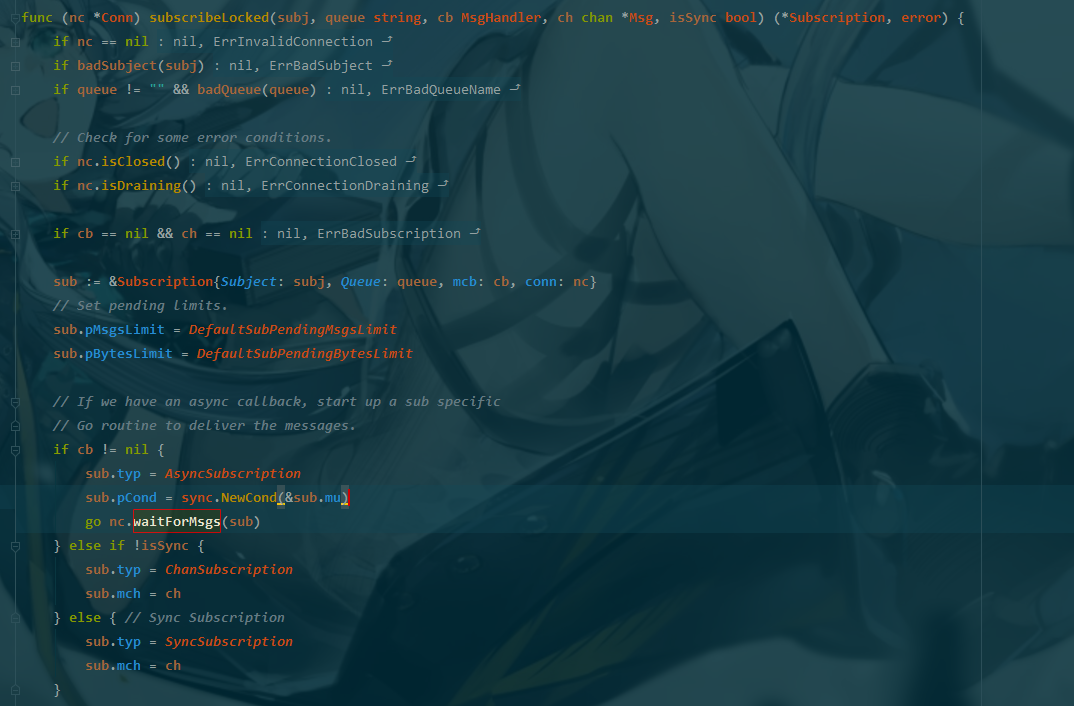 func (nc *Conn) subscribeLocked(subj, queue string, cb MsgHandler, ch chan *Msg, isSync bool) (*Subscription, error) {
if nc == nil : nil, ErrInvalidConnection
if badSubject(subj) : nil, ErrBadSubject
if queue != "" && badQueue(queue) : nil, ErrBadQueueName
// Check for some error conditions.
if nc.isClosed() : nil, ErrConnectionClosed
if nc.isDraining() : nil, ErrConnectionDraining
if cb == nil && ch == nil : nil, ErrBadSubscription
sub := &Subscription{Subject: subj, Queue: queue, mcb: cb, conn: nc}
// Set pending limits.
sub.pMsgsLimit = DefaultSubPendingMsgsLimit
sub.pBytesLimit = DefaultSubPendingBytesLimit
// If we have an async callback, start up a sub specific
// Go routine to deliver the messages.
if cb != nil {
sub.typ = AsyncSubscription
sub.pCond = sync.NewCond(&sub.mu)
go nc.waitForMsgs(sub)
} else if !isSync {
sub.typ = ChanSubscription
sub.mch = ch
} else { // Sync Subscription
sub.typ = SyncSubscription
sub.mch = ch
}